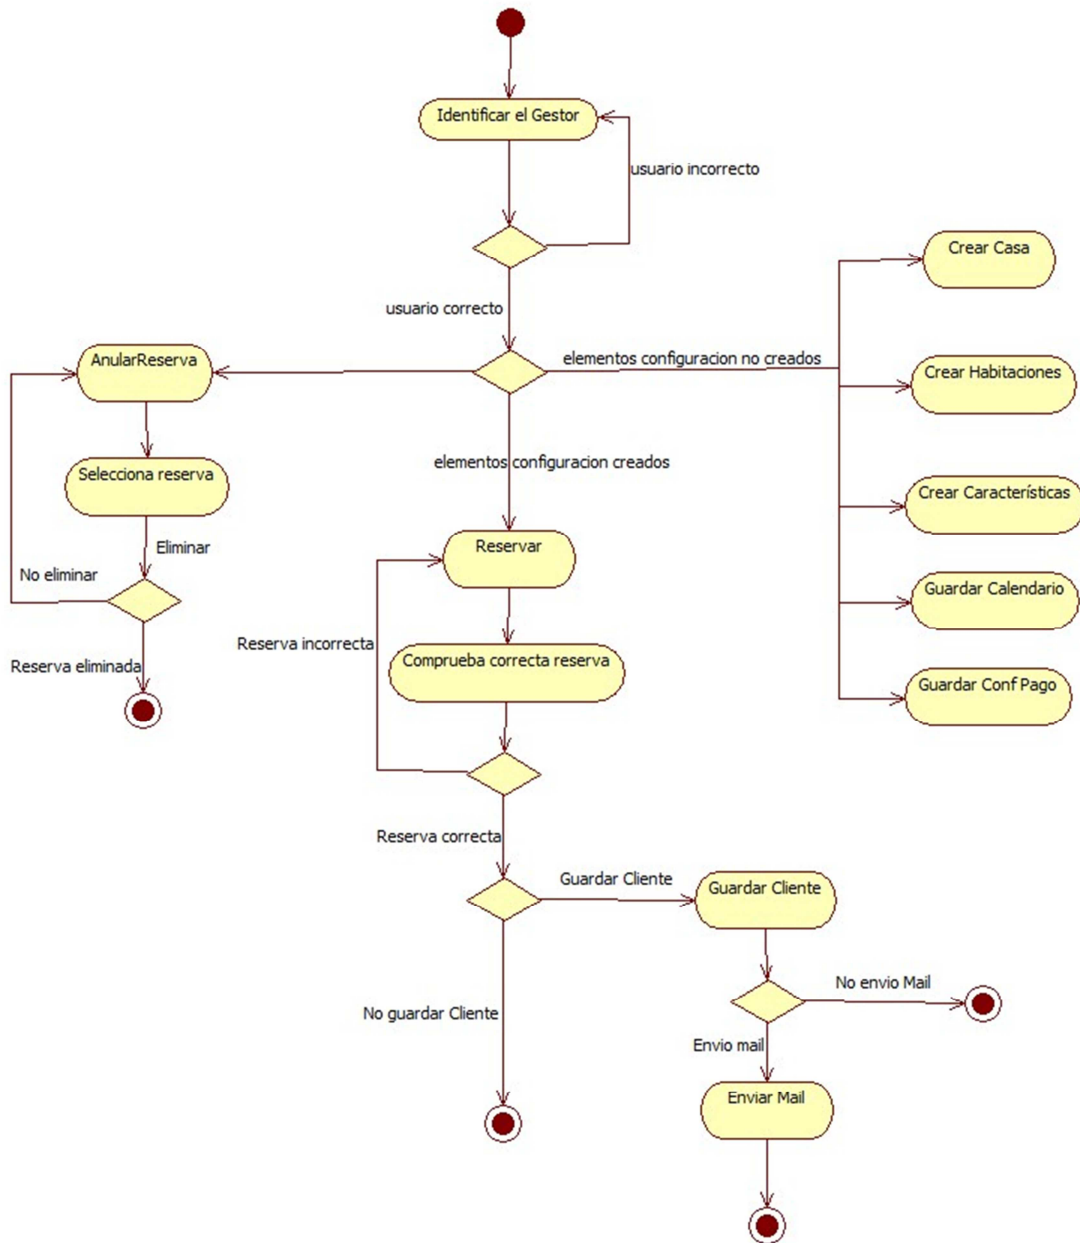 Identificar el Gestor
usuario incorrecto
Crear Casa
usuario correcto
elementos configuracion no creados
AnularReserva
Crear Habitaciones
elementos configuracion creados
Selecciona reserva
Crear Características
Eliminar
Reservar
No eliminar
Guardar Calendario
Reserva incorrecta
Comprueba correcta reserva
Reserva eliminada
Guardar Conf Pago
Reserva correcta
Guardar Cliente
Guardar Cliente
No envio Mail
No guardar Cliente
Envio mail
Enviar Mail